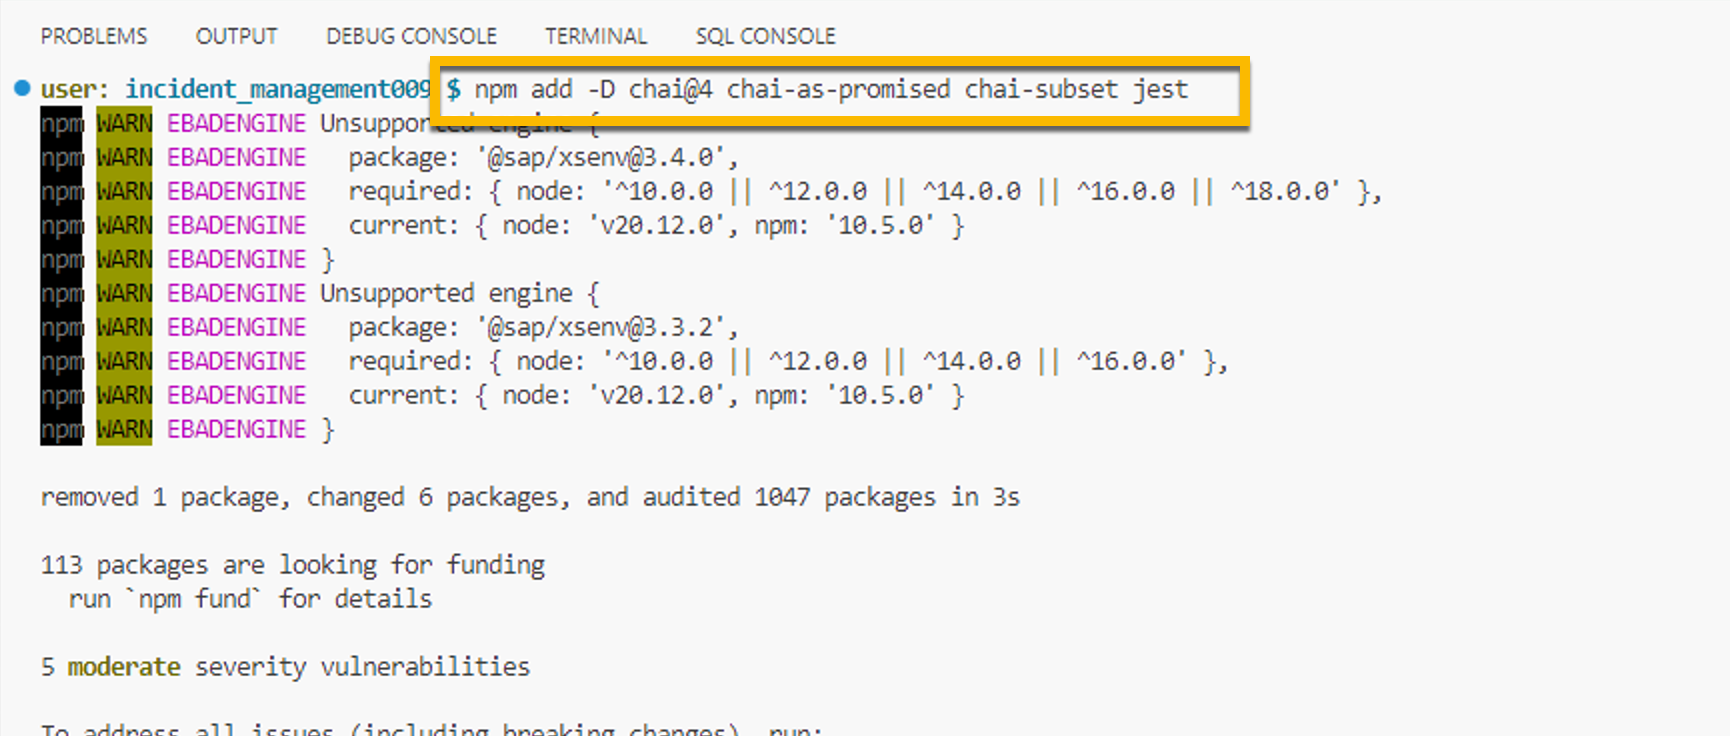 PROBLEMS OUTPUT DEBUG CONSOLE TERMINAL SQL CONSOLE
user: incident_management009 $ npm add -D chai@4 chai-as-promised chai-subset jest
npm WARN EBADENGINE Unsupported engine {
npm WARN EBADENGINE   package: '@sap/xsenv@3.4.0',
npm WARN EBADENGINE   required: { node: '^10.0.0 || ^12.0.0 || ^14.0.0 || ^16.0.0 || ^18.0.0' },
npm WARN EBADENGINE   current: { node: 'v20.12.0', npm: '10.5.0' }
npm WARN EBADENGINE }
npm WARN EBADENGINE Unsupported engine {
npm WARN EBADENGINE   package: '@sap/xsenv@3.3.2',
npm WARN EBADENGINE   required: { node: '^10.0.0 || ^12.0.0 || ^14.0.0 || ^16.0.0' },
npm WARN EBADENGINE   current: { node: 'v20.12.0', npm: '10.5.0' }
npm WARN EBADENGINE }
removed 1 package, changed 6 packages, and audited 1047 packages in 3s
113 packages are looking for funding
  run `npm fund` for details
5 moderate severity vulnerabilities
To address all issues (including breaking changes), run: